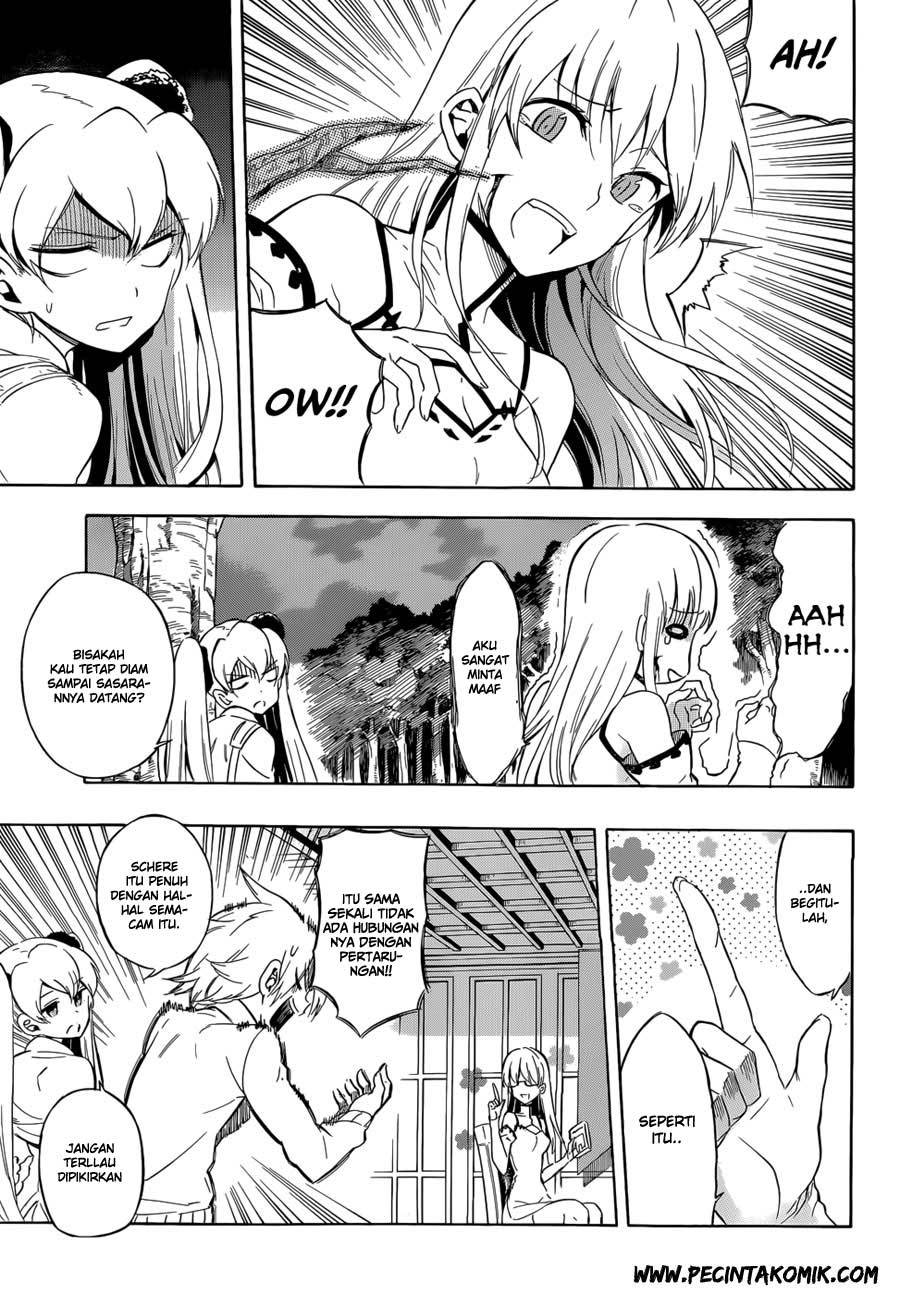 AH!
OW!!
AAH
HH...
AKU
SANGAT
MINTA
MAAF
BISAKAH
KAU TETAP DIAM
SAMPAI SASARA-
NNYA DATANG?
..DAN
BEGITU-
LAH,
SEPERTI
ITU..
ITU SAMA
SEKALI TIDAK
ADA HUBUNGAN
NYA DENGAN
PERTARU-
NGAN!!
SCHERE
ITU PENUH
DENGAN HAL-
HAL SEMA-
CAM ITU.
JANGAN
TERLLAU
DIPIKIRKAN
WWW.PECINTAKOMIK.COM